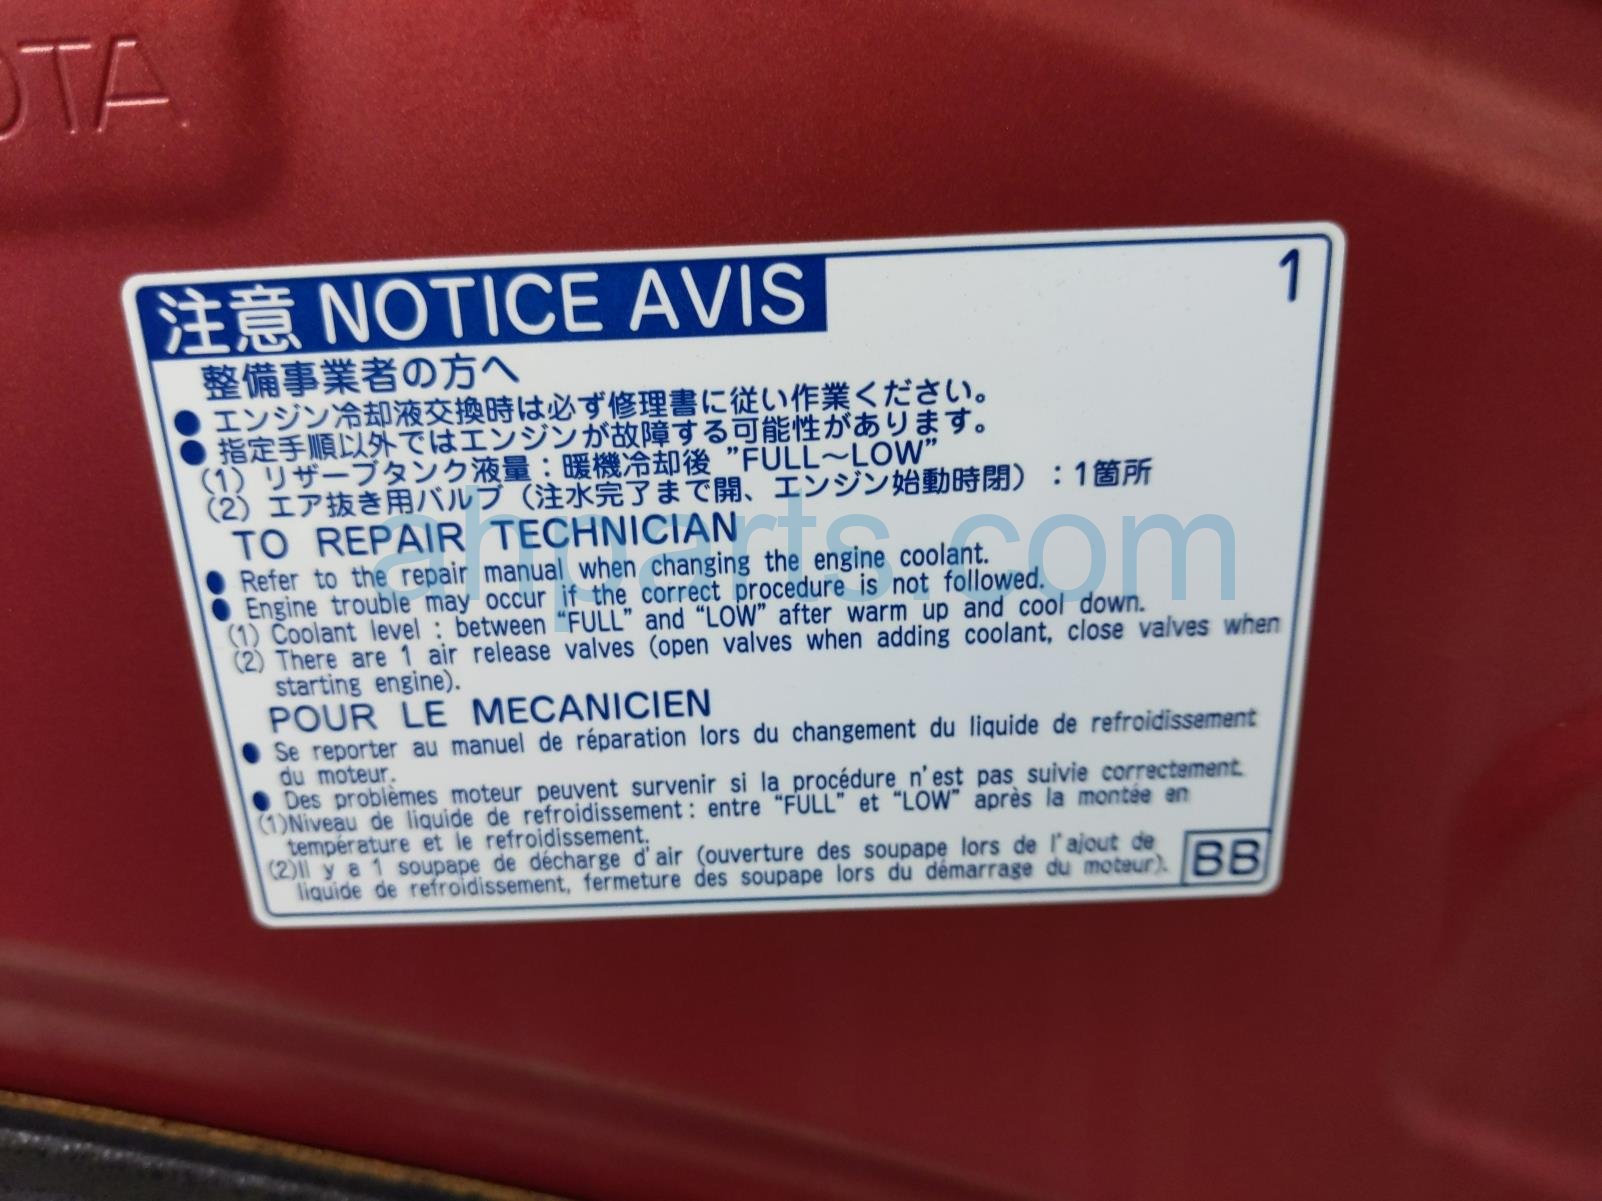 OTA
注意 NOTICE AVIS
1
整備事業者の方へ
● エンジン冷却液交換時は必ず修理書に従い作業ください。
● 指定手順以外ではエンジンが故障する可能性があります。
(1) リザーブタンク液量：暖機冷却後 ”FULL～LOW”
(2) エア抜き用バルブ（注水完了まで開、エンジン始動時閉）：1箇所
TO REPAIR TECHNICIAN
● Refer to the repair manual when changing the engine coolant.
● Engine trouble may occur if the correct procedure is not followed.
(1) Coolant level : between “FULL” and “LOW” after warm up and cool down.
(2) There are 1 air release valves (open valves when adding coolant, close valves when
starting engine).
POUR LE MECANICIEN
● Se reporter au manuel de réparation lors du changement du liquide de refroidissement
du moteur.
● Des problèmes moteur peuvent survenir si la procédure n'est pas suivie correctement.
(1)Niveau de liquide de refroidissement: entre “FULL” et “LOW” après la montée en
température et le refroidissement.
(2)Il y a 1 soupape de décharge d'air (ouverture des soupape lors de l'ajout de
liquide de refroidissement, fermeture des soupape lors du démarrage du moteur).
BB
ahparts.com